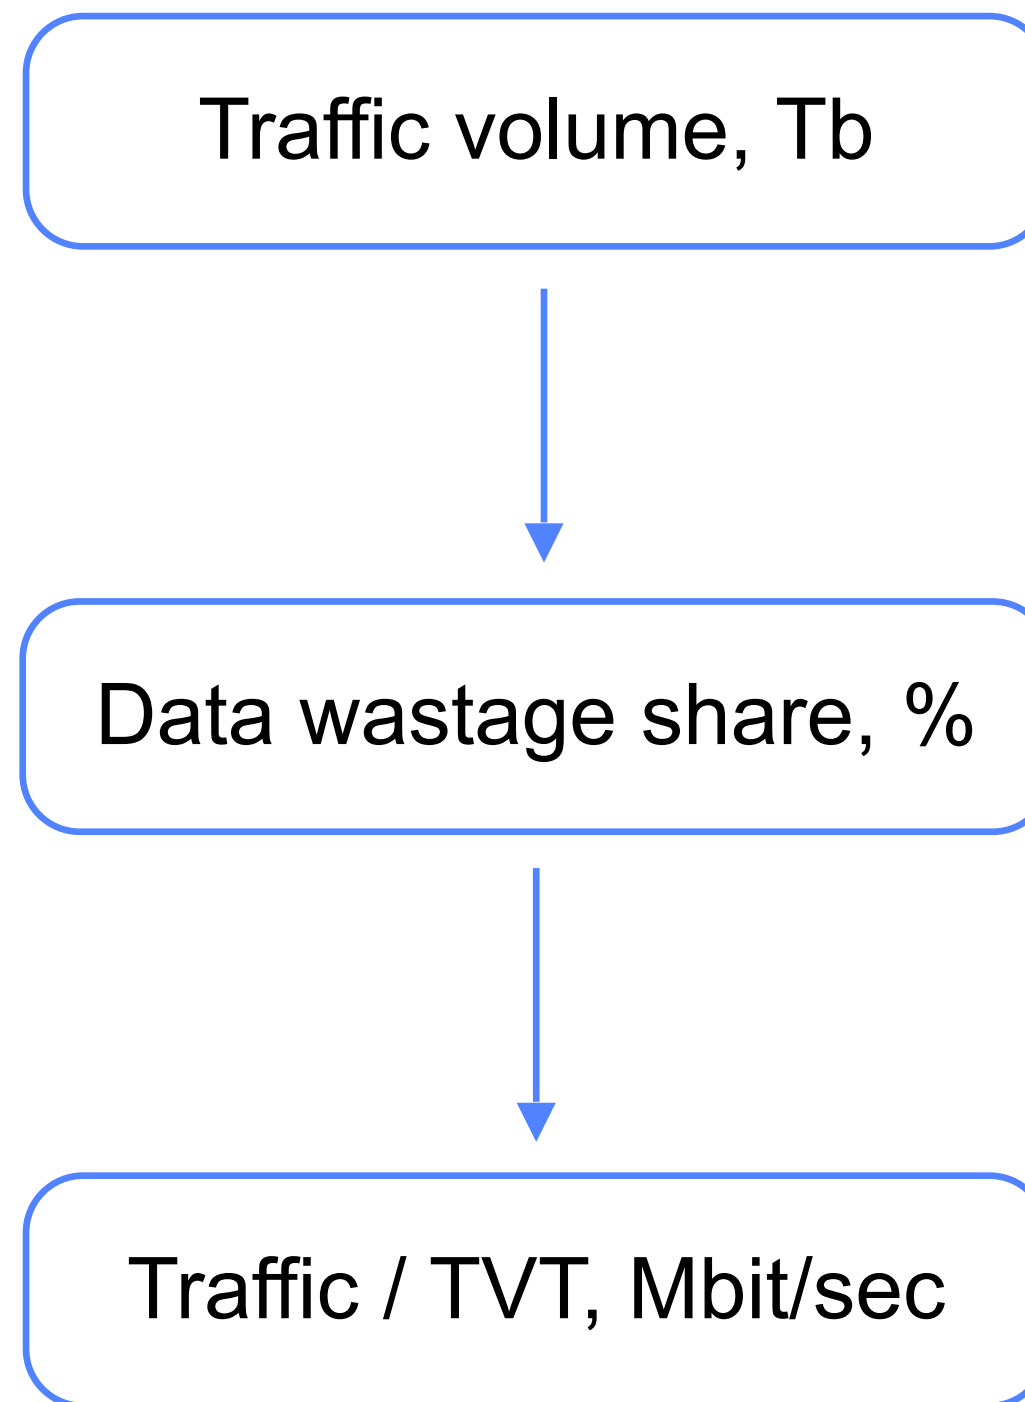 Traffic volume, Tb
Data wastage share, %
Traffic / TVT, Mbit/sec